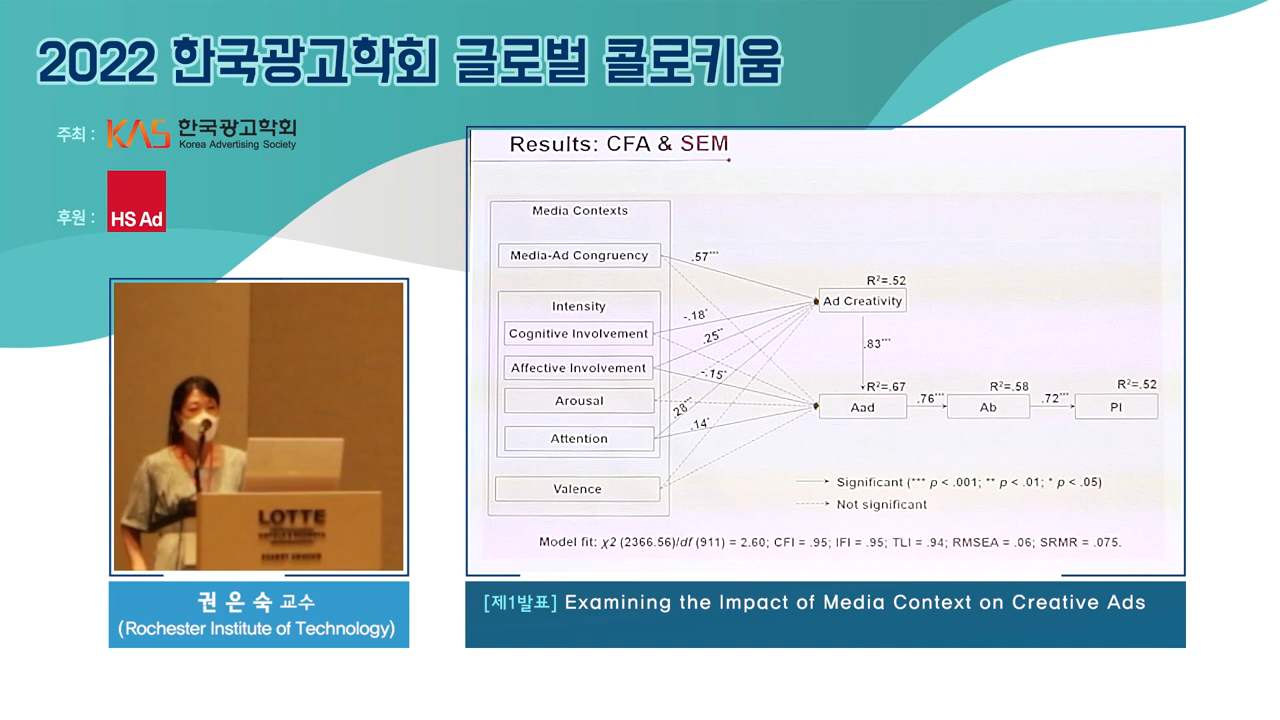 2022 한국광고학회 글로벌 콜로키움
주최 :
KAS 한국광고학회
Korea Advertising Society
후원 :
HS Ad
Results: CFA & SEM
Media Contexts
Media-Ad Congruency
Intensity
Cognitive Involvement
Affective Involvement
Arousal
Attention
Valence
.57***
-.18*
.25**
-.15*
.28***
.14*
R²=.52
Ad Creativity
.83***
R²=.67
Aad
.76***
R²=.58
Ab
.72***
R²=.52
PI
Significant (*** p < .001; ** p < .01; * p < .05)
Not significant
Model fit: χ2 (2366.56)/df (911) = 2.60; CFI = .95; IFI = .95; TLI = .94; RMSEA = .06; SRMR = .075.
LOTTE
권은숙 교수
(Rochester Institute of Technology)
[제1발표] Examining the Impact of Media Context on Creative Ads